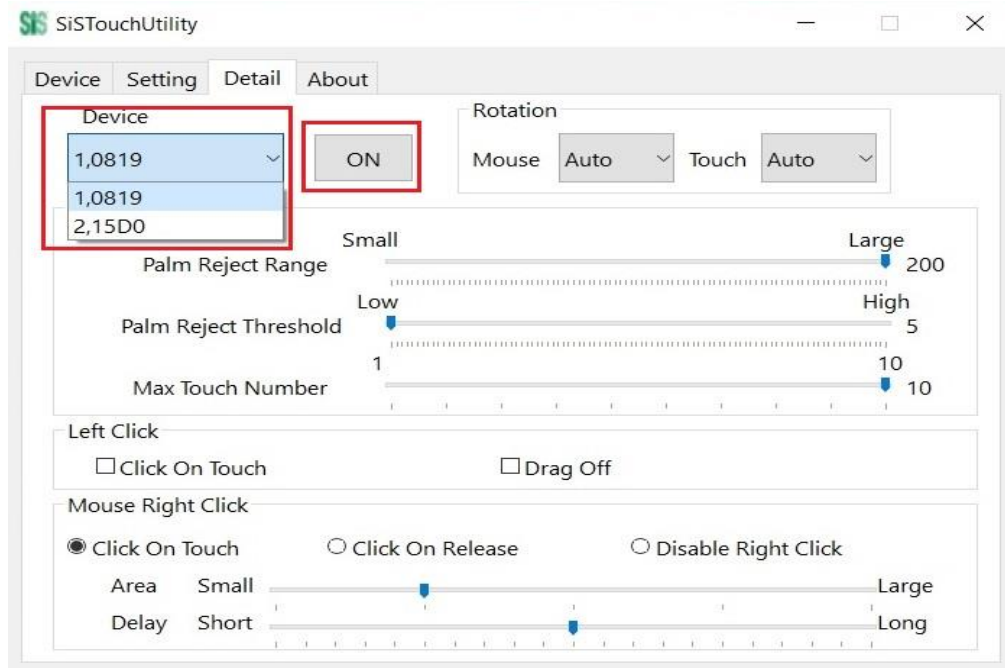 SiS SiSTouchUtility
Device Setting Detail About
Device
1,0819
ON
1,0819
2,15D0
Rotation
Mouse Auto Touch Auto
Small Large
Palm Reject Range 200
Low High
Palm Reject Threshold 5
1 10
Max Touch Number 10
Left Click
Click On Touch Drag Off
Mouse Right Click
Click On Touch Click On Release Disable Right Click
Area Small Large
Delay Short Long